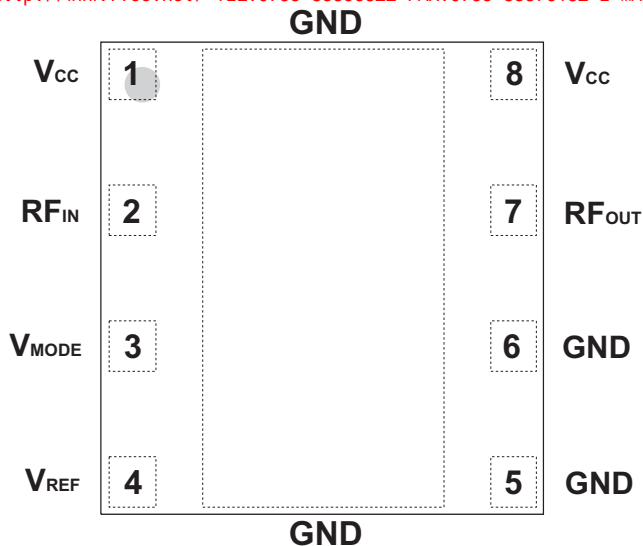 GND
VCC 1 8 VCC
RFIN 2 7 RFOUT
VMODE 3 6 GND
VREF 4 5 GND
GND